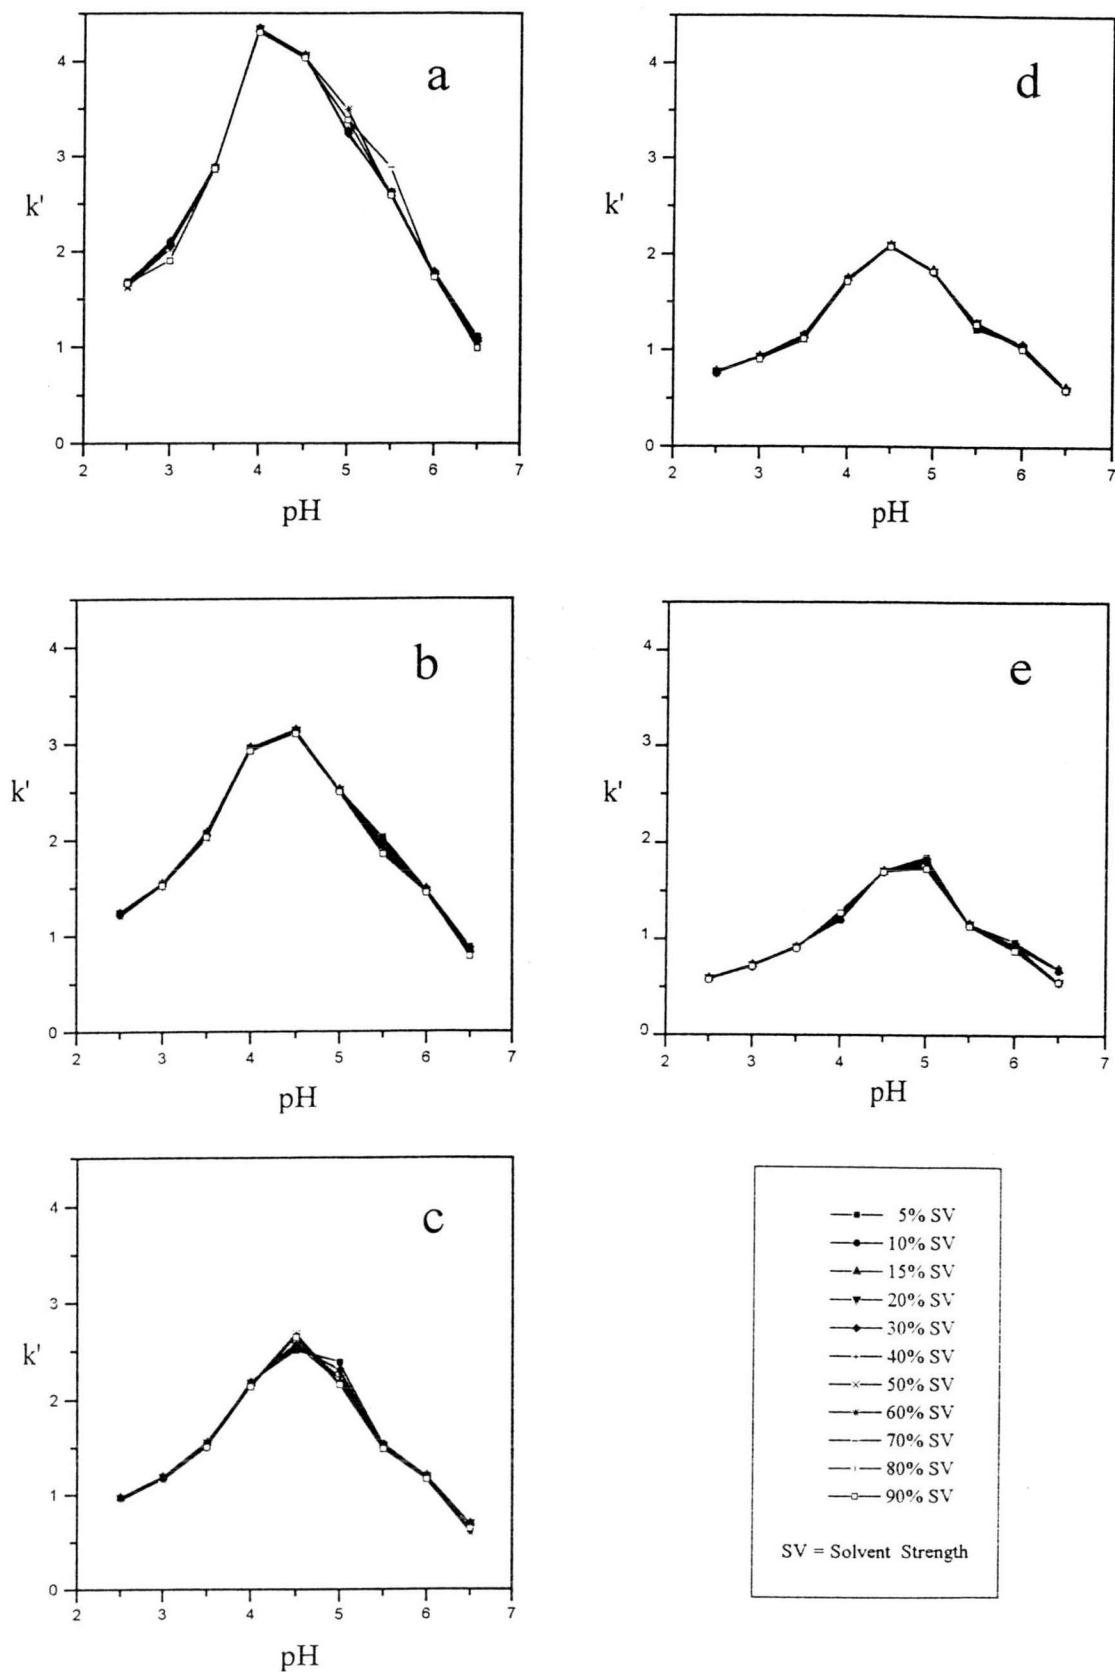 a
4
3
k'
2
1
0
2 3 4 5 6 7
pH
d
4
3
k'
2
1
0
2 3 4 5 6 7
pH
b
4
3
k'
2
1
0
2 3 4 5 6 7
pH
e
4
3
k'
2
1
0
2 3 4 5 6 7
pH
c
4
3
k'
2
1
0
2 3 4 5 6 7
pH
5% SV
10% SV
15% SV
20% SV
30% SV
40% SV
50% SV
60% SV
70% SV
80% SV
90% SV
SV = Solvent Strength